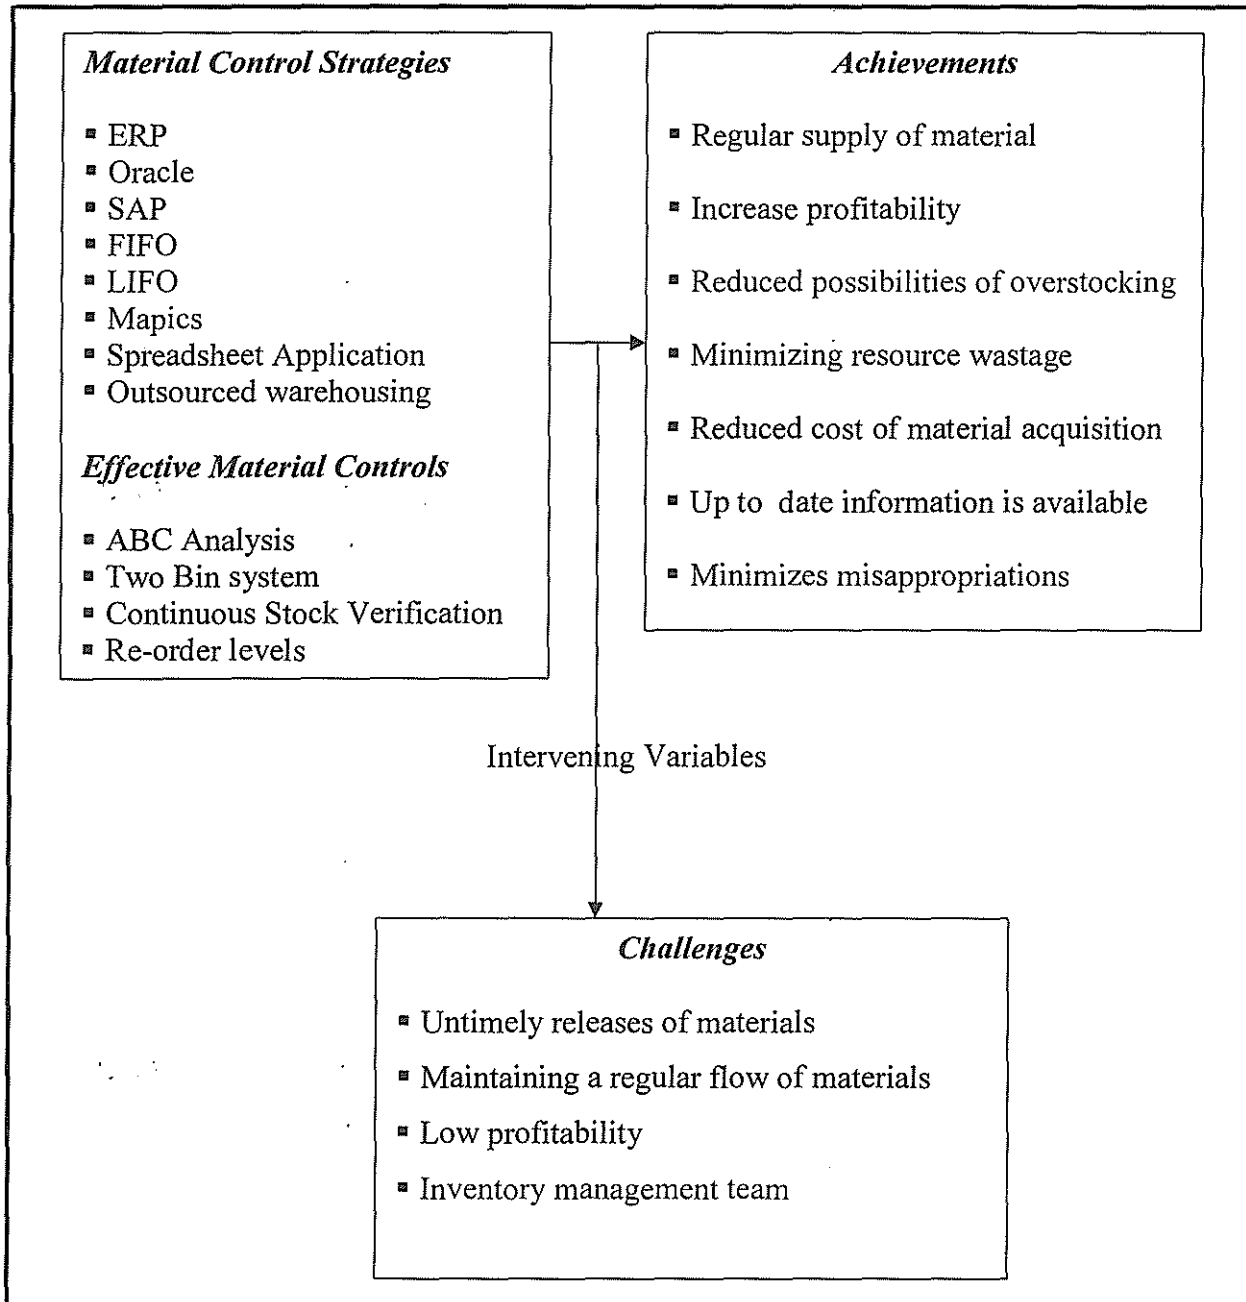 Material Control Strategies
▪ ERP
▪ Oracle
▪ SAP
▪ FIFO
▪ LIFO
▪ Mapics
▪ Spreadsheet Application
▪ Outsourced warehousing
Effective Material Controls
▪ ABC Analysis
▪ Two Bin system
▪ Continuous Stock Verification
▪ Re-order levels
Achievements
▪ Regular supply of material
▪ Increase profitability
▪ Reduced possibilities of overstocking
▪ Minimizing resource wastage
▪ Reduced cost of material acquisition
▪ Up to date information is available
▪ Minimizes misappropriations
Intervening Variables
Challenges
▪ Untimely releases of materials
▪ Maintaining a regular flow of materials
▪ Low profitability
▪ Inventory management team